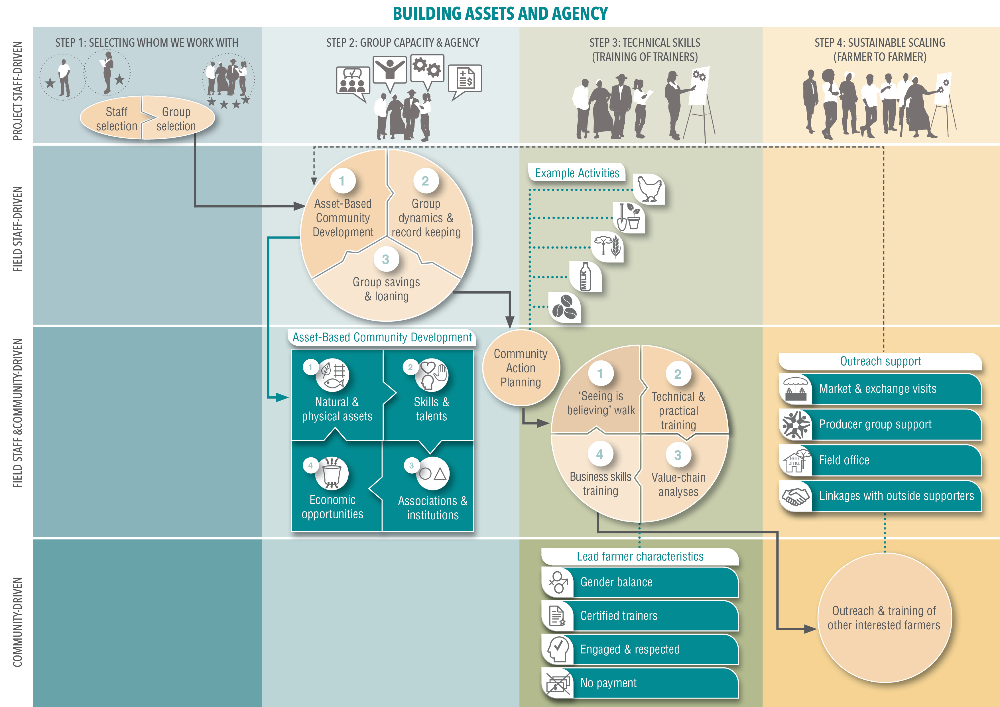 BUILDING ASSETS AND AGENCY
PROJECT STAFF-DRIVEN
STEP 1: SELECTING WHOM WE WORK WITH
Staff
selection
Group
selection
STEP 2: GROUP CAPACITY & AGENCY
STEP 3: TECHNICAL SKILLS
(TRAINING OF TRAINERS)
STEP 4: SUSTAINABLE SCALING
(FARMER TO FARMER)
FIELD STAFF-DRIVEN
1
Asset-Based
Community
Development
2
Group
dynamics &
record keeping
3
Group savings
& loaning
Example Activities
MILK
FIELD STAFF &COMMUNITY-DRIVEN
Asset-Based Community Development
1
Natural &
physical assets
2
Skills &
talents
3
Associations &
institutions
4
Economic
opportunities
Community
Action
Planning
1
‘Seeing is
believing’ walk
2
Technical &
practical
training
3
Value-chain
analyses
4
Business skills
training
Outreach support
Market & exchange visits
Producer group support
FIELD
OFFICE
Field office
Linkages with outside supporters
COMMUNITY-DRIVEN
Lead farmer characteristics
Gender balance
Certified trainers
Engaged & respected
No payment
Outreach & training of
other interested farmers